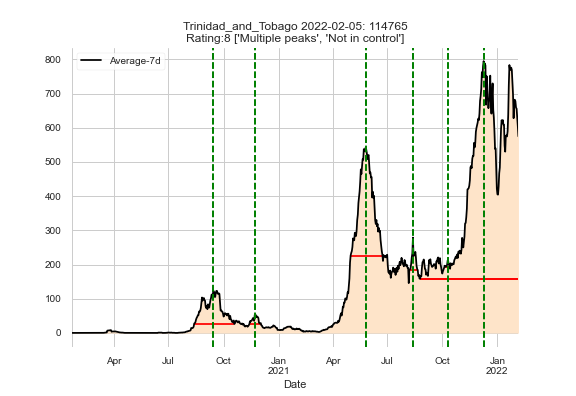 Trinidad_and_Tobago 2022-02-05: 114765
Rating:8 ['Multiple peaks', 'Not in control']
Average-7d
800
700
600
500
400
300
200
100
0
Apr Jul Oct Jan Apr Jul Oct Jan
2021 2022
Date